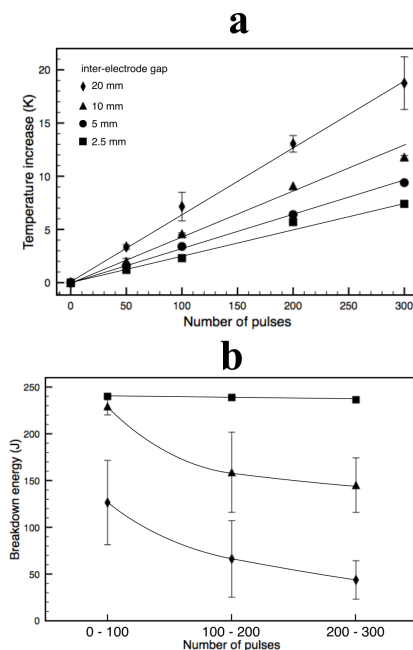 a
Temperature increase (K)
20
15
10
5
0
inter-electrode gap
20 mm
10 mm
5 mm
2.5 mm
0 50 100 150 200 250 300
Number of pulses
b
Breakdown energy (J)
250
200
150
100
50
0
0 - 100 100 - 200 200 - 300
Number of pulses